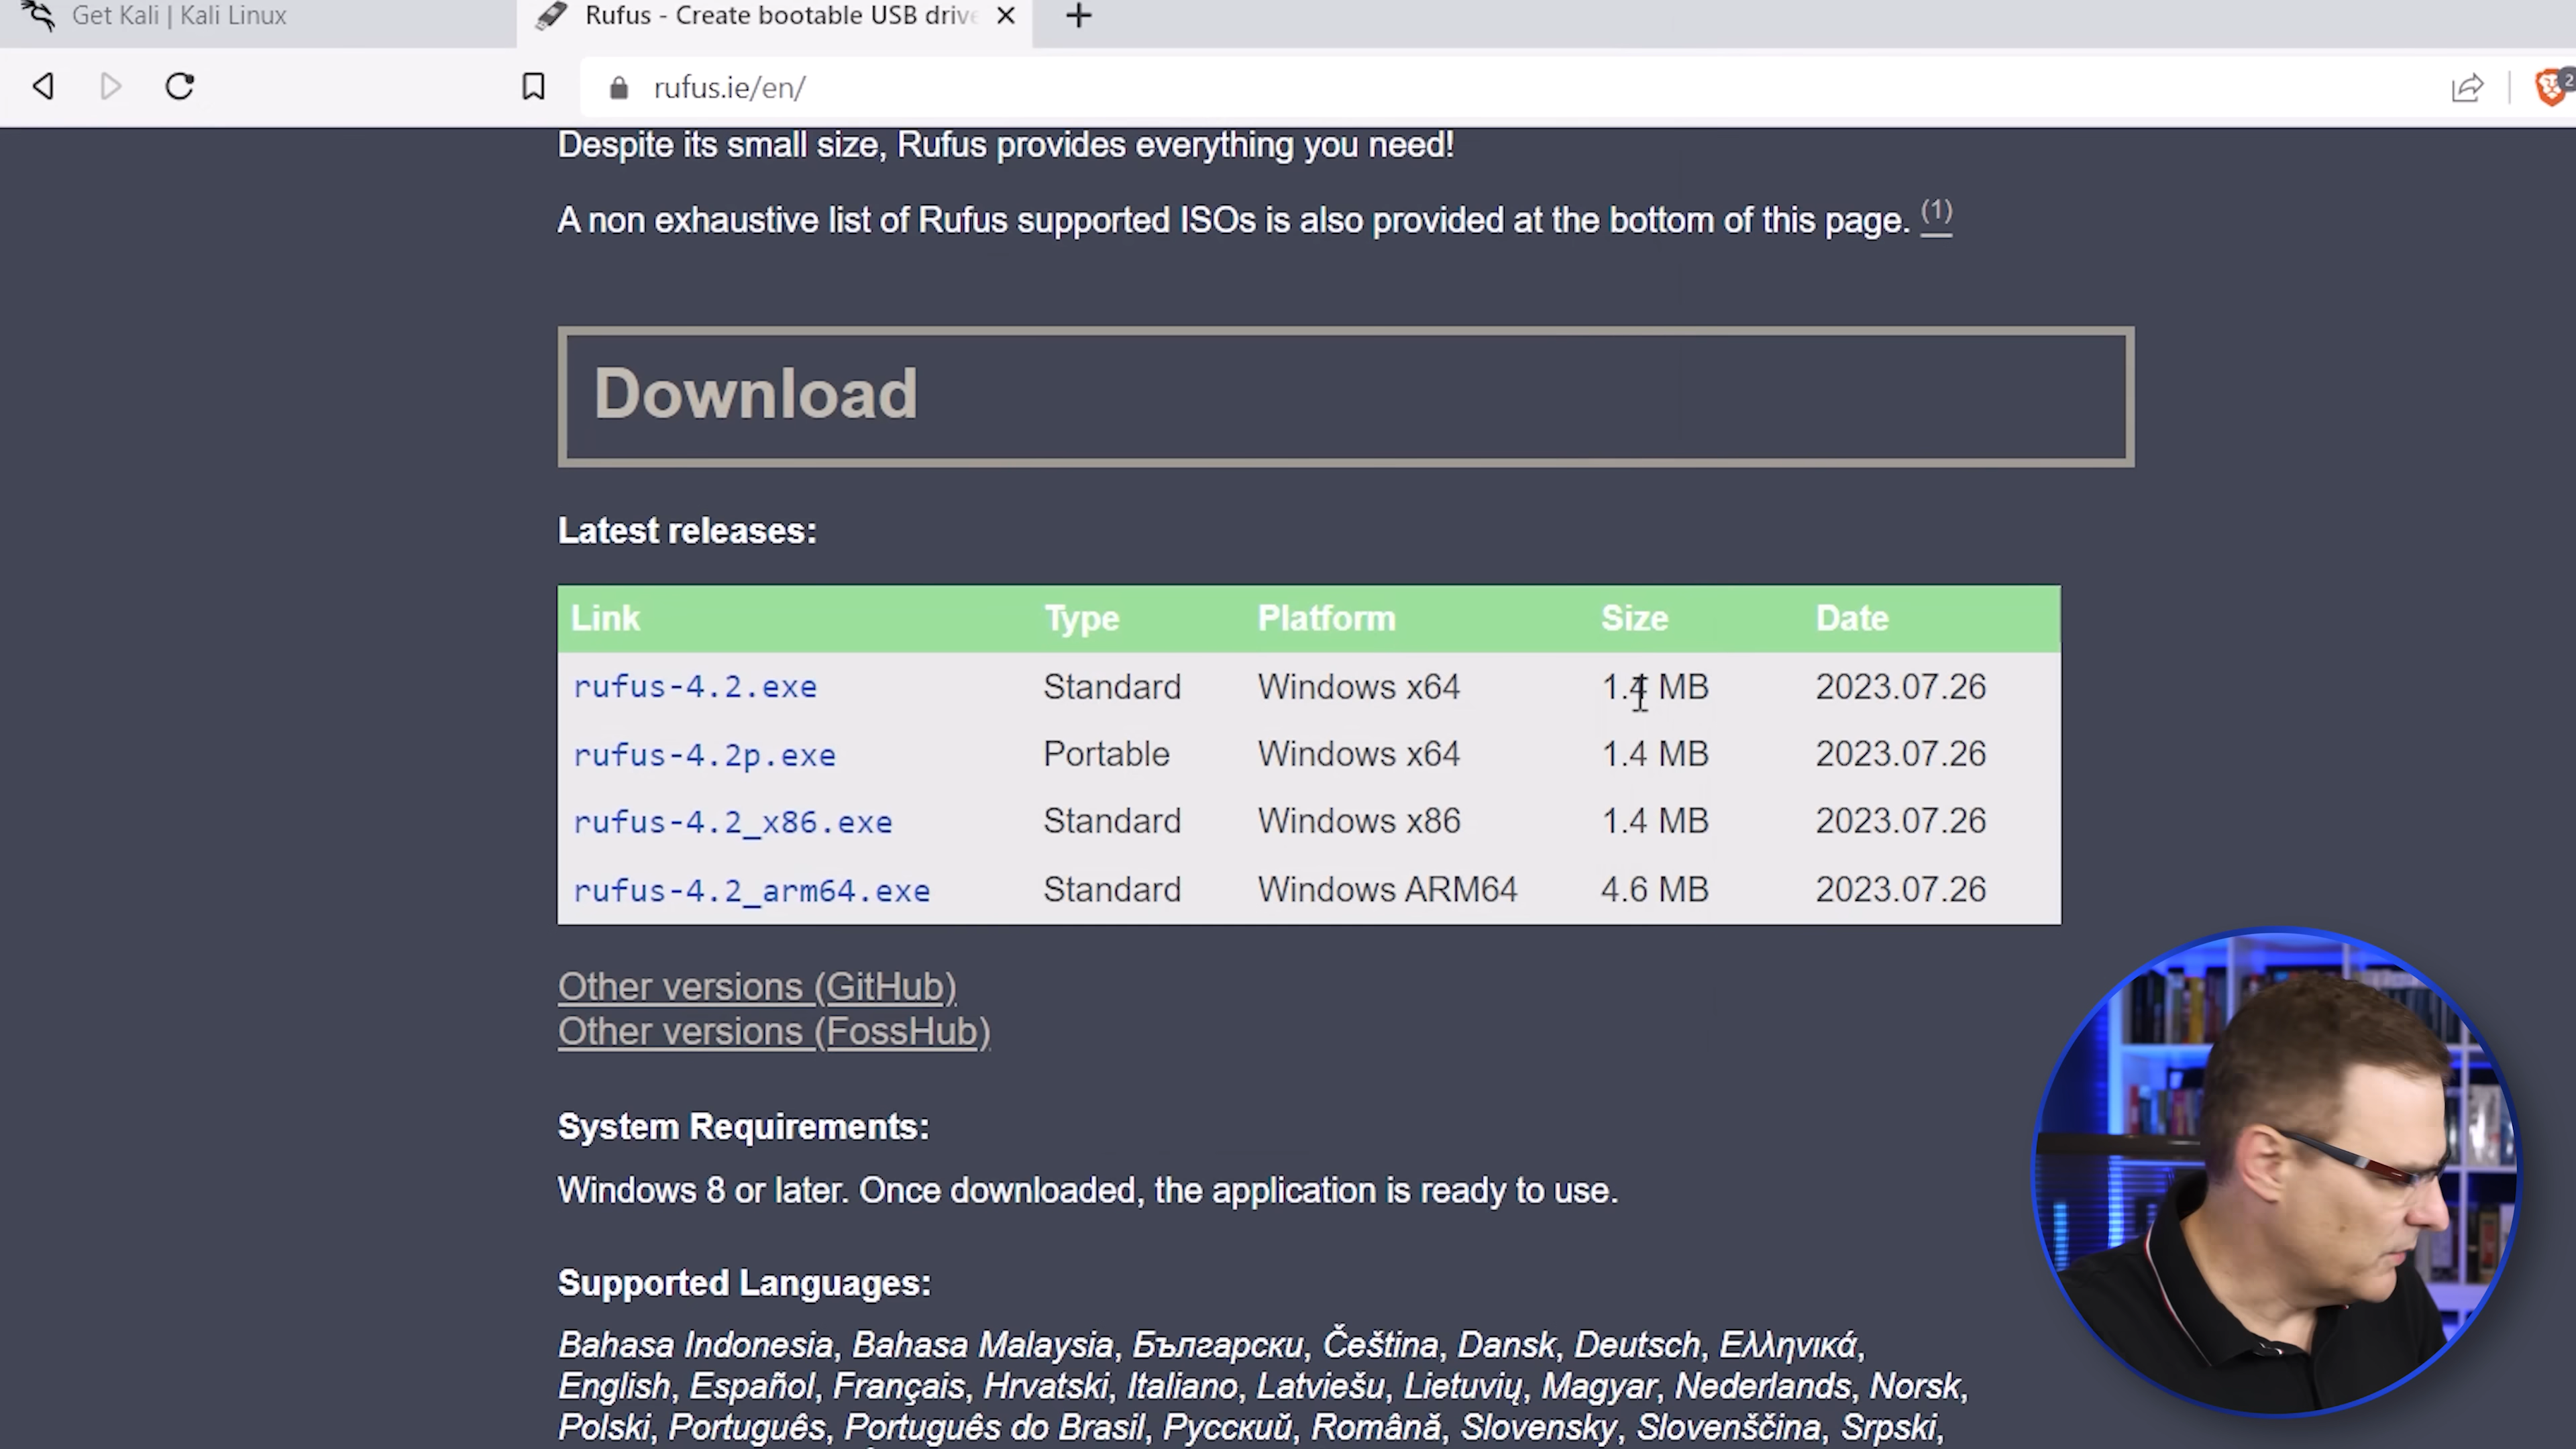 Get Kali | Kali Linux
Rufus - Create bootable USB drive
rufus.ie/en/
2
Despite its small size, Rufus provides everything you need!
A non exhaustive list of Rufus supported ISOs is also provided at the bottom of this page. (1)
Download
Latest releases:
Link Type Platform Size Date
rufus-4.2.exe Standard Windows x64 1.4 MB 2023.07.26
rufus-4.2p.exe Portable Windows x64 1.4 MB 2023.07.26
rufus-4.2_x86.exe Standard Windows x86 1.4 MB 2023.07.26
rufus-4.2_arm64.exe Standard Windows ARM64 4.6 MB 2023.07.26
Other versions (GitHub)
Other versions (FossHub)
System Requirements:
Windows 8 or later. Once downloaded, the application is ready to use.
Supported Languages:
Bahasa Indonesia, Bahasa Malaysia, Български, Čeština, Dansk, Deutsch, Ελληνικά,
English, Español, Français, Hrvatski, Italiano, Latviešu, Lietuvių, Magyar, Nederlands, Norsk,
Polski, Português, Português do Brasil, Русский, Română, Slovensky, Slovenščina, Srpski,